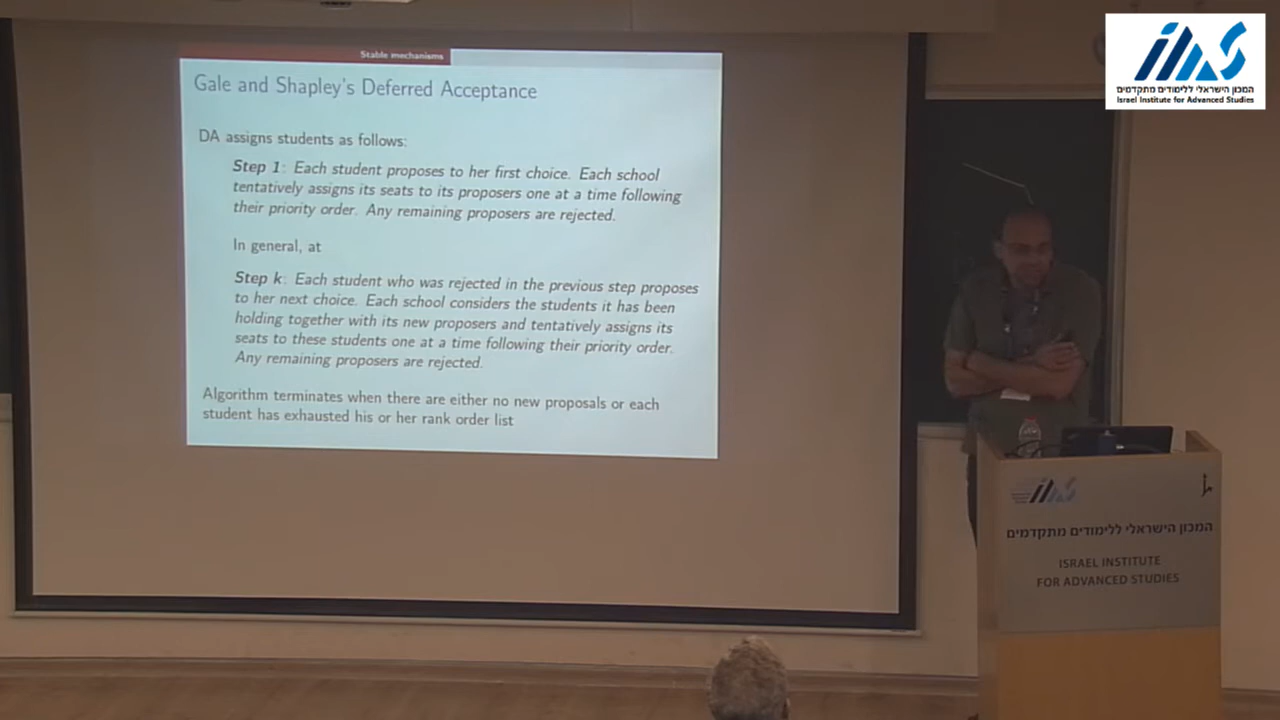 Stable mechanisms
Gale and Shapley's Deferred Acceptance
DA assigns students as follows:
Step 1: Each student proposes to her first choice. Each school
tentatively assigns its seats to its proposers one at a time following
their priority order. Any remaining proposers are rejected.
In general, at
Step k: Each student who was rejected in the previous step proposes
to her next choice. Each school considers the students it has been
holding together with its new proposers and tentatively assigns its
seats to these students one at a time following their priority order.
Any remaining proposers are rejected.
Algorithm terminates when there are either no new proposals or each
student has exhausted his or her rank order list
המכון הישראלי ללימודים מתקדמים
Israel Institute for Advanced Studies
המכון הישראלי ללימודים מתקדמים
ISRAEL INSTITUTE
FOR ADVANCED STUDIES